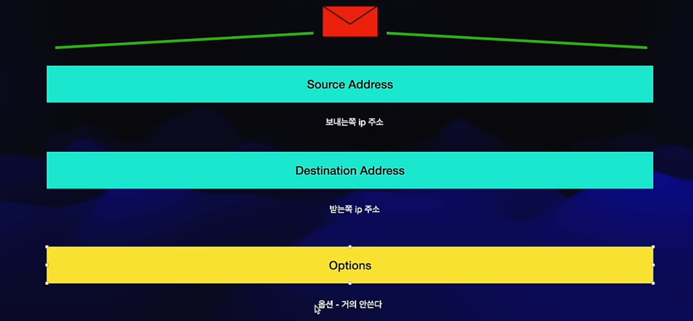 Source Address
보내는쪽 ip 주소
Destination Address
받는쪽 ip 주소
Options
옵션 - 거의 안쓴다